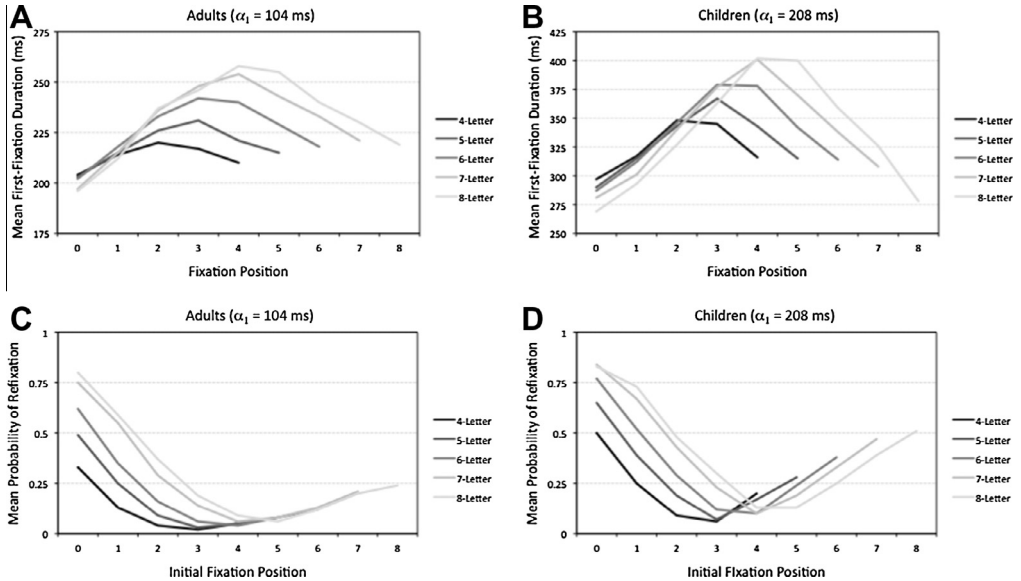 A
Adults (α1 = 104 ms)
Mean First-Fixation Duration (ms)
275
250
225
200
175
0 1 2 3 4 5 6 7 8
Fixation Position
4-Letter
5-Letter
6-Letter
7-Letter
8-Letter
B
Children (α1 = 208 ms)
Mean First-Fixation Duration (ms)
425
400
375
350
325
300
275
250
0 1 2 3 4 5 6 7 8
Fixation Position
4-Letter
5-Letter
6-Letter
7-Letter
8-Letter
C
Adults (α1 = 104 ms)
Mean Probability of Refixation
1
0.75
0.5
0.25
0
0 1 2 3 4 5 6 7 8
Initial Fixation Position
4-Letter
5-Letter
6-Letter
7-Letter
8-Letter
D
Children (α1 = 208 ms)
Mean Probability of Refixation
1
0.75
0.5
0.25
0
0 1 2 3 4 5 6 7 8
Initial FIxation Position
4-Letter
5-Letter
6-Letter
7-Letter
8-Letter